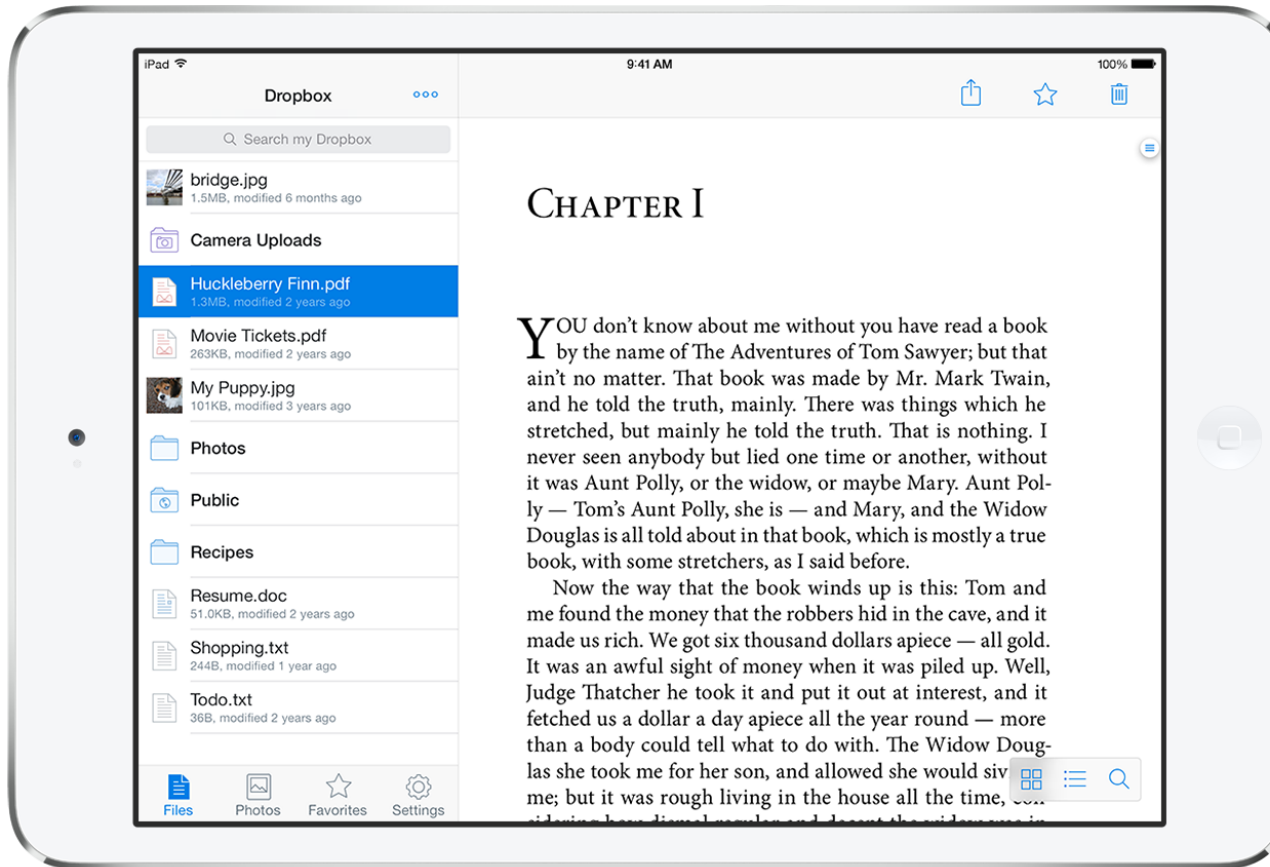 iPad
9:41 AM
100%
Dropbox
Search my Dropbox
bridge.jpg
1.5MB, modified 6 months ago
Camera Uploads
Huckleberry Finn.pdf
1.3MB, modified 2 years ago
Movie Tickets.pdf
263KB, modified 2 years ago
My Puppy.jpg
101KB, modified 3 years ago
Photos
Public
Recipes
Resume.doc
51.0KB, modified 2 years ago
Shopping.txt
244B, modified 1 year ago
Todo.txt
36B, modified 2 years ago
Files
Photos
Favorites
Settings
CHAPTER I
YOU don’t know about me without you have read a book
by the name of The Adventures of Tom Sawyer; but that
ain’t no matter. That book was made by Mr. Mark Twain,
and he told the truth, mainly. There was things which he
stretched, but mainly he told the truth. That is nothing. I
never seen anybody but lied one time or another, without
it was Aunt Polly, or the widow, or maybe Mary. Aunt Pol-
ly — Tom’s Aunt Polly, she is — and Mary, and the Widow
Douglas is all told about in that book, which is mostly a true
book, with some stretchers, as I said before.
Now the way that the book winds up is this: Tom and
me found the money that the robbers hid in the cave, and it
made us rich. We got six thousand dollars apiece — all gold.
It was an awful sight of money when it was piled up. Well,
Judge Thatcher he took it and put it out at interest, and it
fetched us a dollar a day apiece all the year round — more
than a body could tell what to do with. The Widow Doug-
las she took me for her son, and allowed she would
me; but it was rough living in the house all the time,